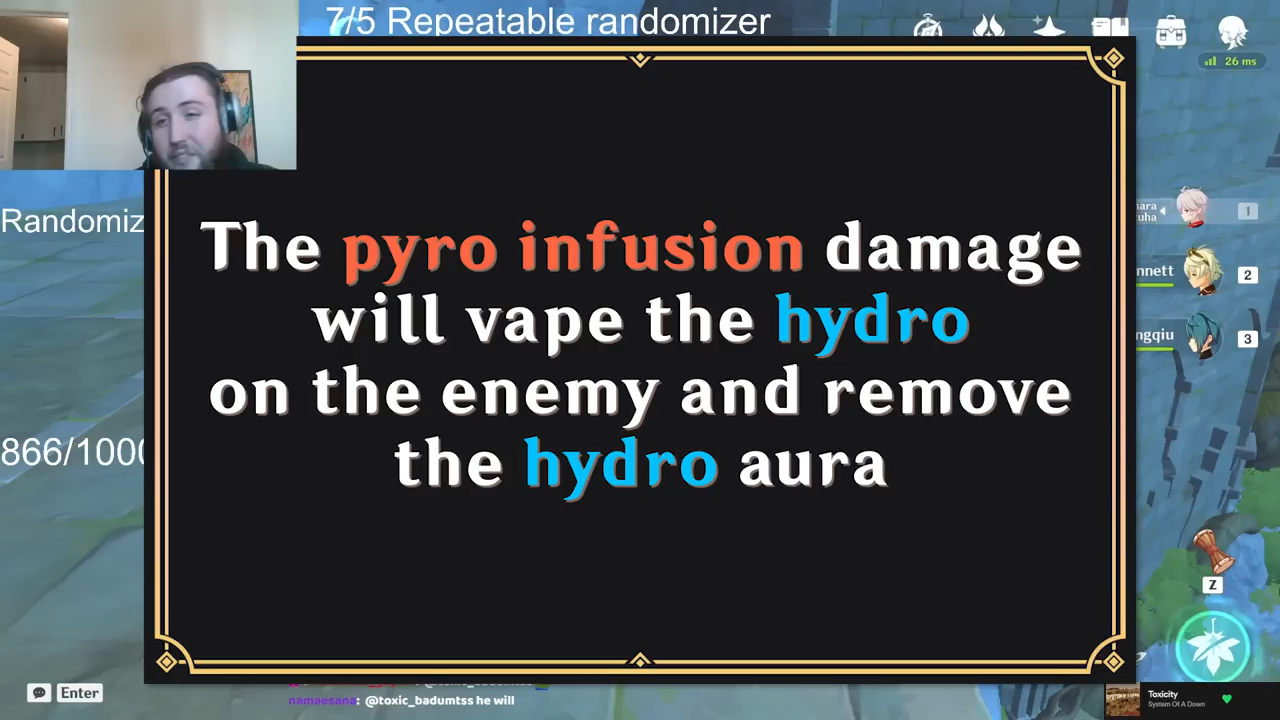 7/5 Repeatable randomizer
26 ms
Randomiz
The pyro infusion damage
will vape the hydro
on the enemy and remove
the hydro aura
866/1000
1
nnett
2
ngqiu
3
Z
Enter
namaesana: @toxic_badumtss he will
Toxicity
System Of A Down